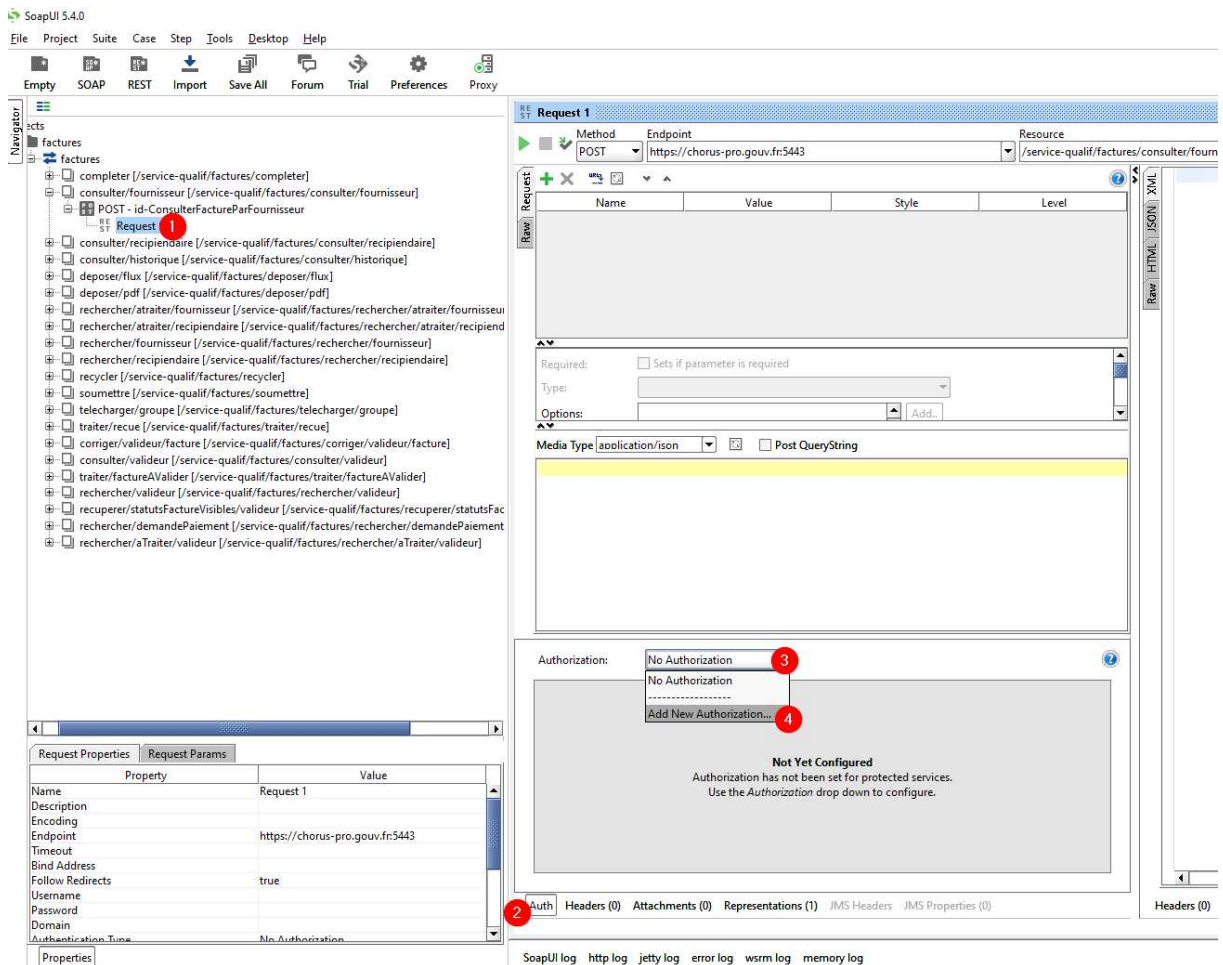 SoapUI 5.4.0
File Project Suite Case Step Tools Desktop Help
Empty SOAP REST Import Save All Forum Trial Preferences Proxy
Navigator
ects
factures
factures
completer [/service-qualif/factures/completer]
consulter/fournisseur [/service-qualif/factures/consulter/fournisseur]
POST - id-ConsulterFactureParFournisseur
REST Request 1
consulter/recipiendaire [/service-qualif/factures/consulter/recipiendaire]
consulter/historique [/service-qualif/factures/consulter/historique]
deposer/flux [/service-qualif/factures/deposer/flux]
deposer/pdf [/service-qualif/factures/deposer/pdf]
rechercher/atraiter/fournisseur [/service-qualif/factures/rechercher/atraiter/fournisseur
rechercher/atraiter/recipiendaire [/service-qualif/factures/rechercher/atraiter/recipiend
rechercher/fournisseur [/service-qualif/factures/rechercher/fournisseur]
rechercher/recipiendaire [/service-qualif/factures/rechercher/recipiendaire]
recycler [/service-qualif/factures/recycler]
soumettre [/service-qualif/factures/soumettre]
telecharger/groupe [/service-qualif/factures/telecharger/groupe]
traiter/recue [/service-qualif/factures/traiter/recue]
corriger/valideur/facture [/service-qualif/factures/corriger/valideur/facture]
consulter/valideur [/service-qualif/factures/consulter/valideur]
traiter/factureAValider [/service-qualif/factures/traiter/factureAValider]
rechercher/valideur [/service-qualif/factures/rechercher/valideur]
recuperer/statutsFactureVisibles/valideur [/service-qualif/factures/recuperer/statutsFac
rechercher/demandePaiement [/service-qualif/factures/rechercher/demandePaiement
rechercher/aTraiter/valideur [/service-qualif/factures/rechercher/aTraiter/valideur]
Request Properties Request Params
Property Value
Name Request 1
Description
Encoding
Endpoint https://chorus-pro.gouv.fr:5443
Timeout
Bind Address
Follow Redirects true
Username
Password
Domain
Authentication Type No Authorization
Properties
REST Request 1
Method Endpoint Resource
POST https://chorus-pro.gouv.fr:5443 /service-qualif/factures/consulter/fourn
Request
Raw
Name Value Style Level
Required: Sets if parameter is required
Type:
Options: Add..
Media Type application/json Post QueryString
Authorization: No Authorization 3
No Authorization
------------------
Add New Authorization... 4
Not Yet Configured
Authorization has not been set for protected services.
Use the Authorization drop down to configure.
2 Auth Headers (0) Attachments (0) Representations (1) JMS Headers JMS Properties (0)
XML
JSON
HTML
Raw
Headers (0)
SoapUI log http log jetty log error log wsrm log memory log